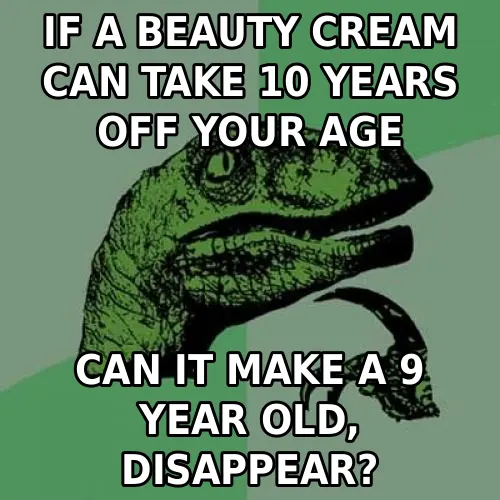 IF A BEAUTY CREAM
CAN TAKE 10 YEARS
OFF YOUR AGE
CAN IT MAKE A 9
YEAR OLD,
DISAPPEAR?